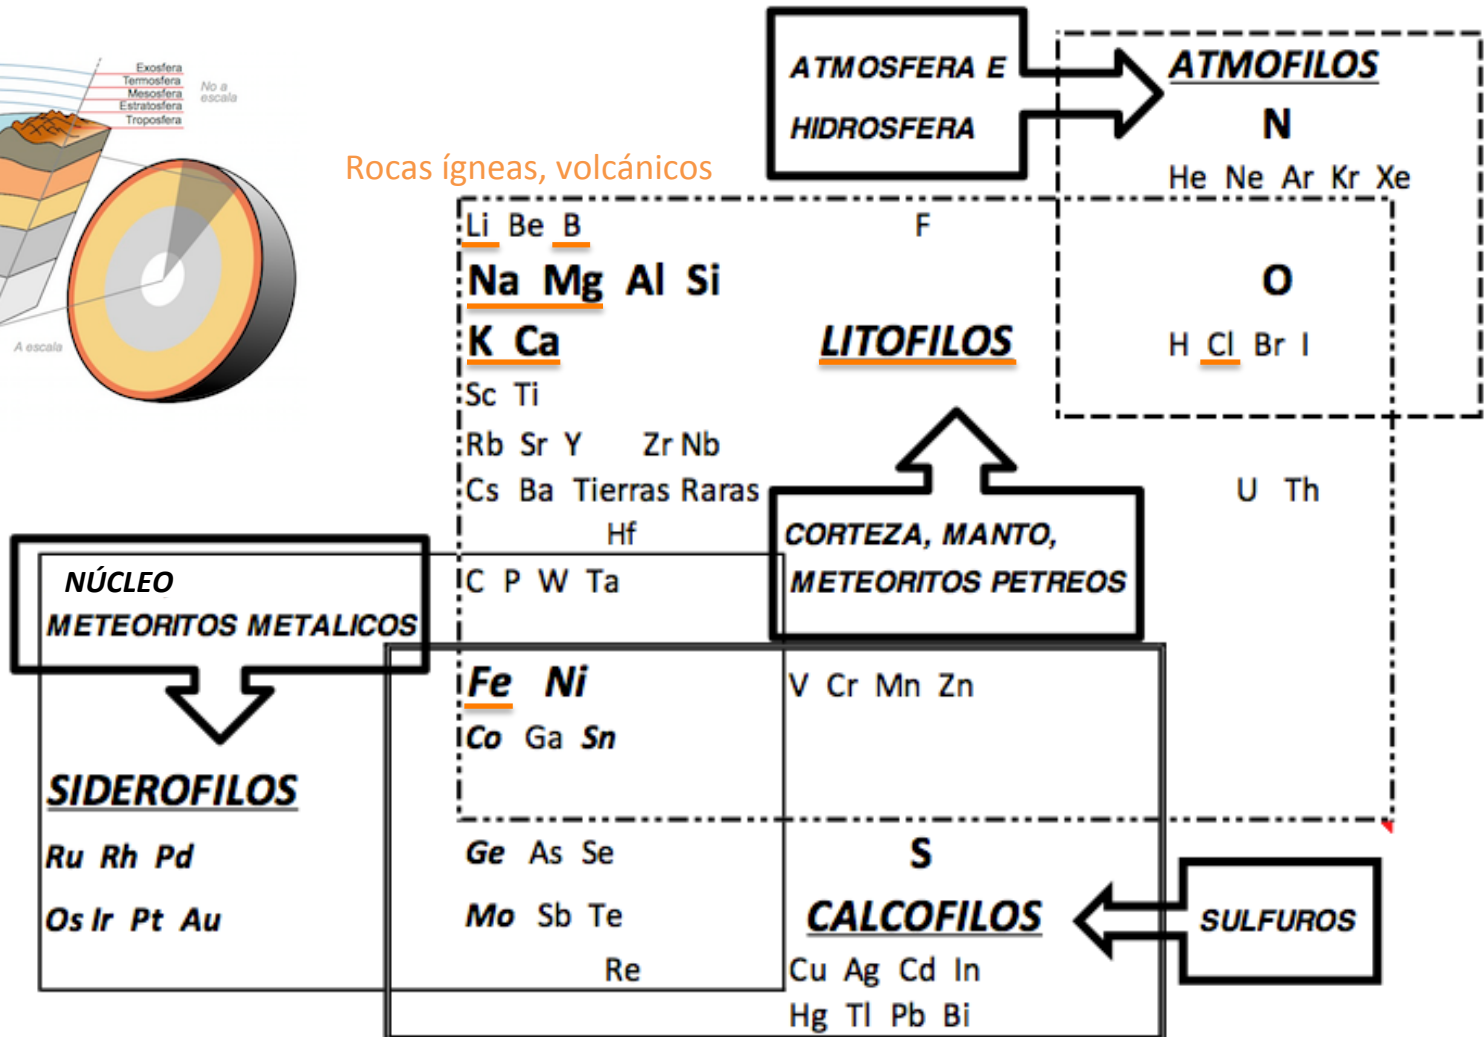 Exosfera
Termosfera
Mesosfera
Estratosfera
Troposfera
No a
escala
A escala
Rocas ígneas, volcánicos
ATMOSFERA E
HIDROSFERA
ATMOFILOS
N
He Ne Ar Kr Xe
Li Be B
F
Na Mg Al Si
O
K Ca
LITOFILOS
H Cl Br I
Sc Ti
Rb Sr Y Zr Nb
Cs Ba Tierras Raras
U Th
Hf
CORTEZA, MANTO,
METEORITOS PETREOS
NÚCLEO
METEORITOS METALICOS
C P W Ta
Fe Ni
V Cr Mn Zn
Co Ga Sn
SIDEROFILOS
Ru Rh Pd
Os Ir Pt Au
Ge As Se
S
Mo Sb Te
CALCOFILOS
SULFUROS
Re
Cu Ag Cd In
Hg Tl Pb Bi